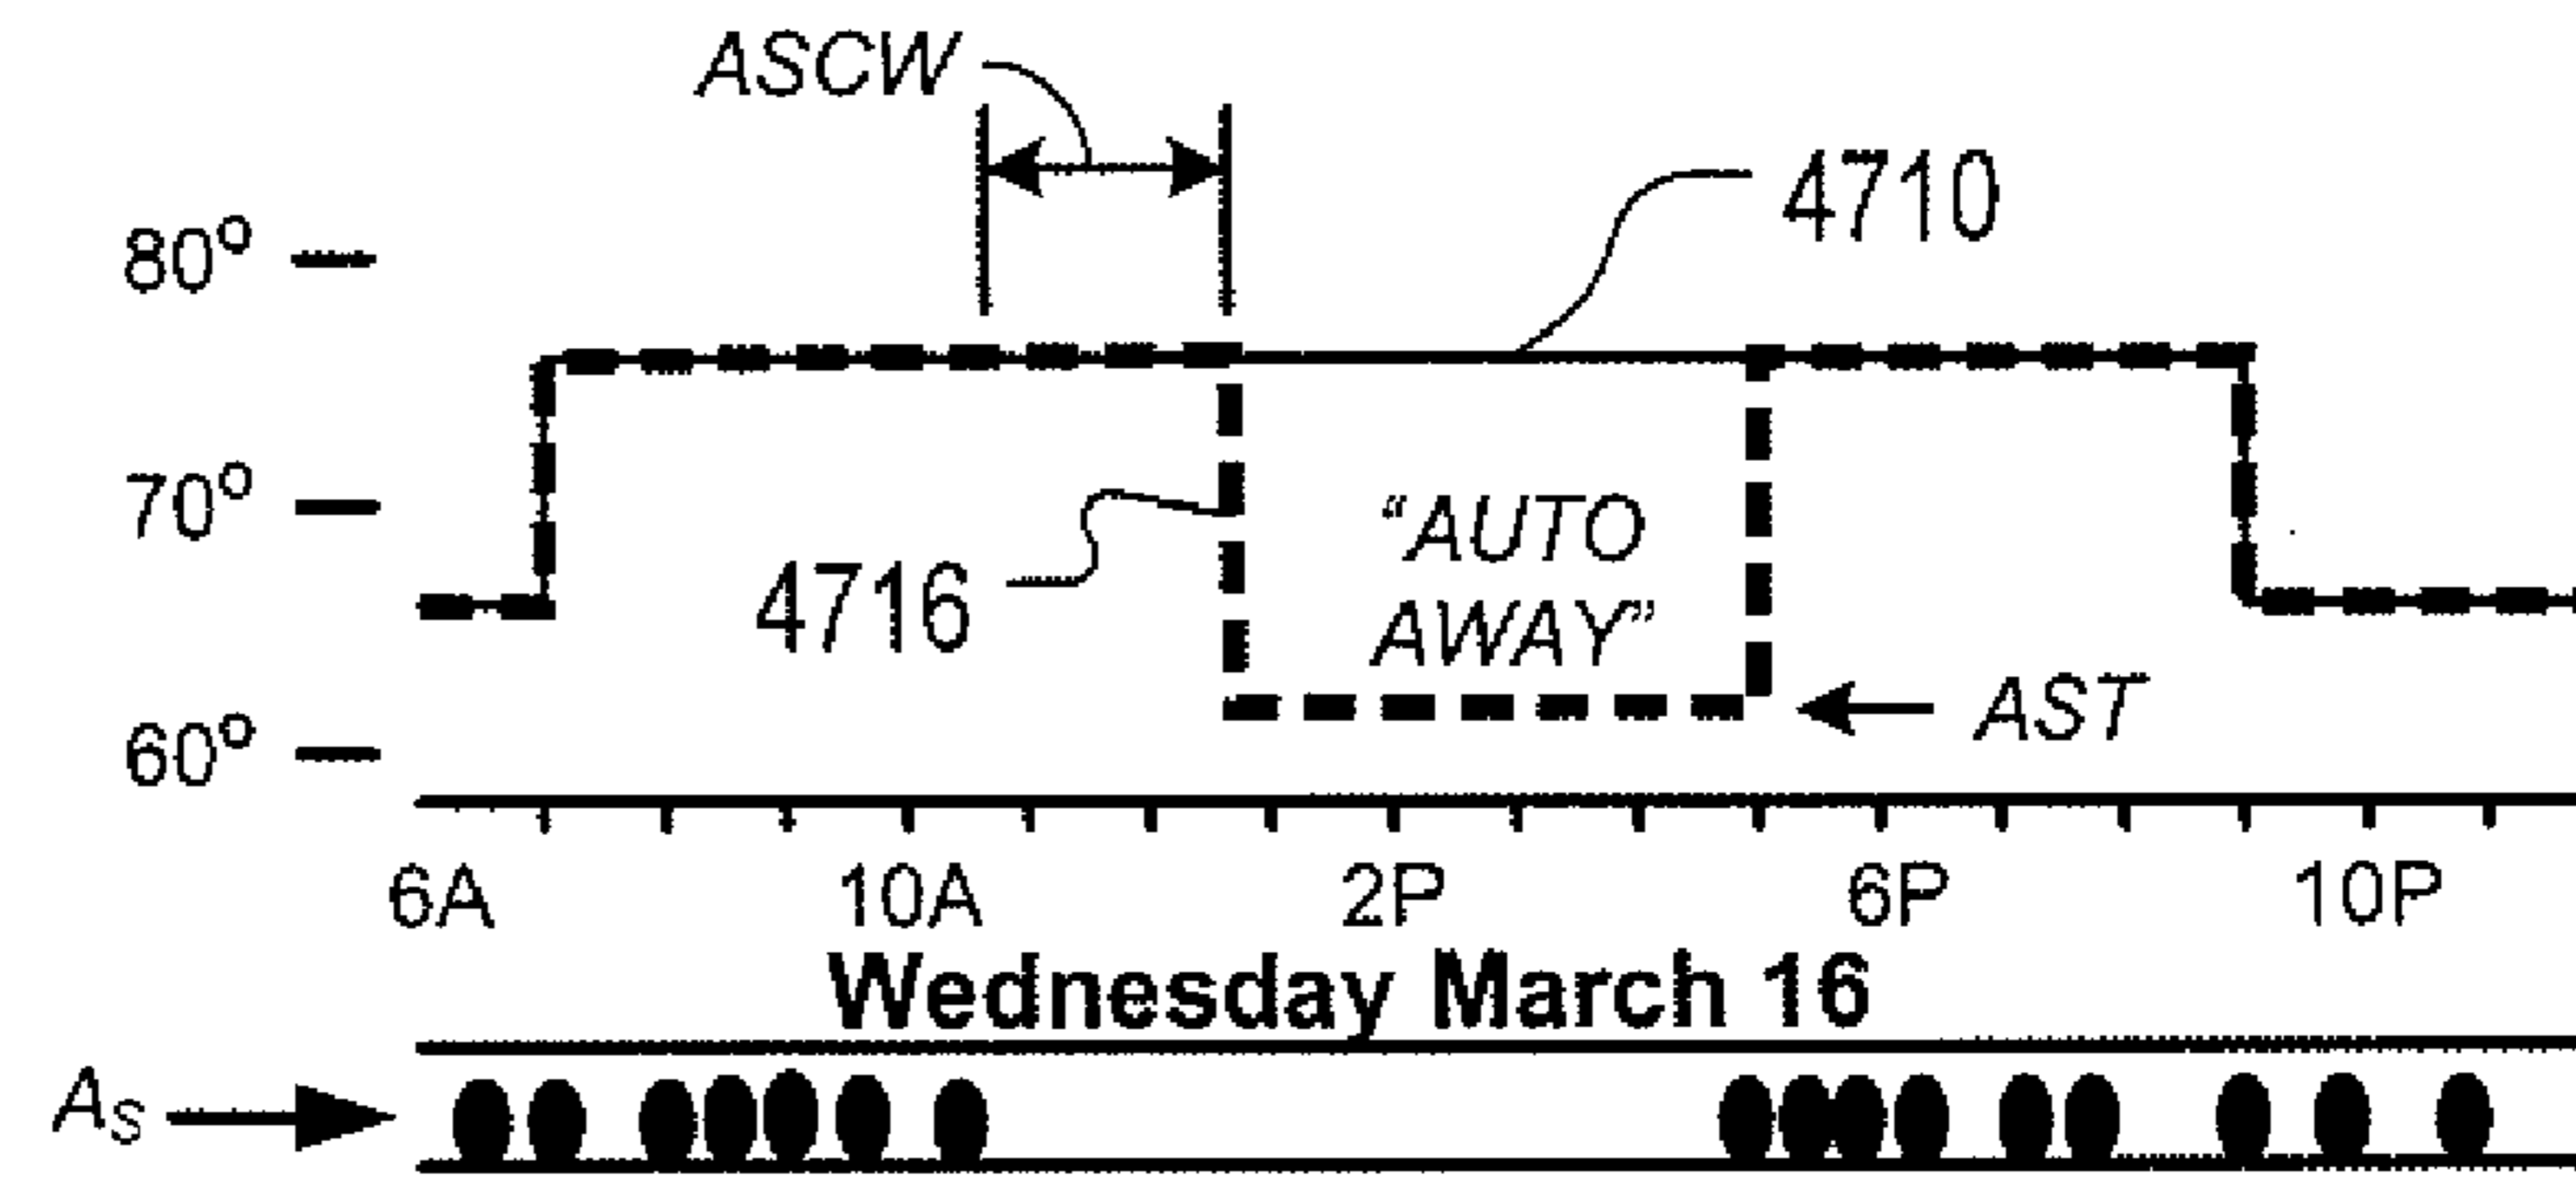 ASCW
4710
80°
70°
"AUTO
AWAY"
4716
AST
60°
6A 10A 2P 6P 10P
Wednesday March 16
As